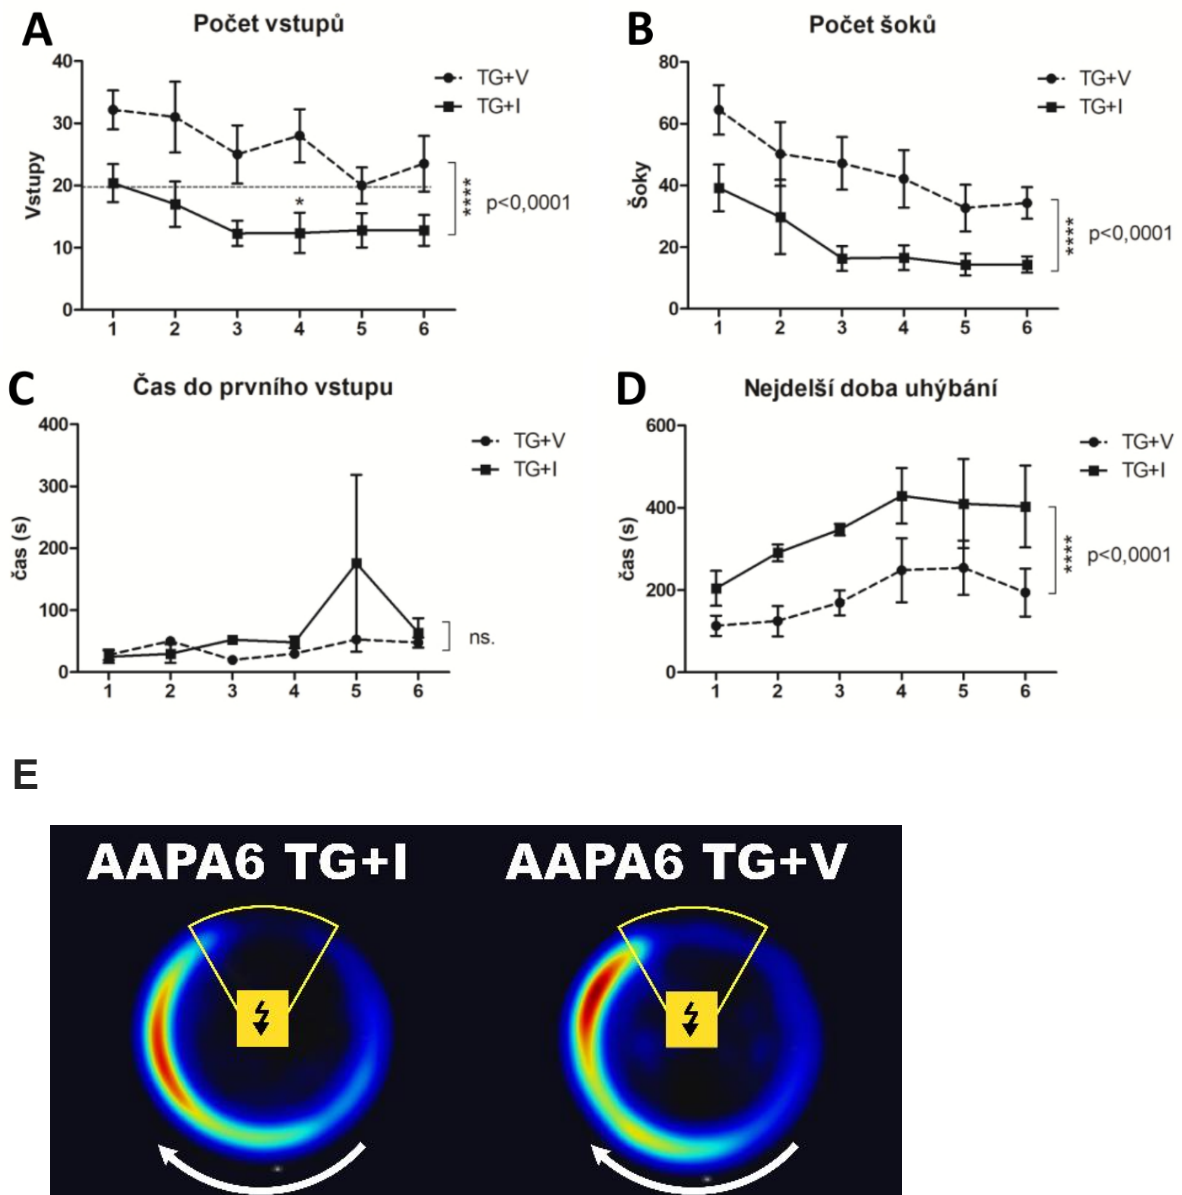 A
Počet vstupů
Vstupy
40
30
20
10
0
1 2 3 4 5 6
TG+V
TG+I
*
****
p<0,0001
B
Počet šoků
Šoky
80
60
40
20
0
1 2 3 4 5 6
TG+V
TG+I
****
p<0,0001
C
Čas do prvního vstupu
čas (s)
400
300
200
100
0
1 2 3 4 5 6
TG+V
TG+I
ns.
D
Nejdelší doba uhýbání
čas (s)
600
400
200
0
1 2 3 4 5 6
TG+V
TG+I
****
p<0,0001
E
AAPA6 TG+I
AAPA6 TG+V